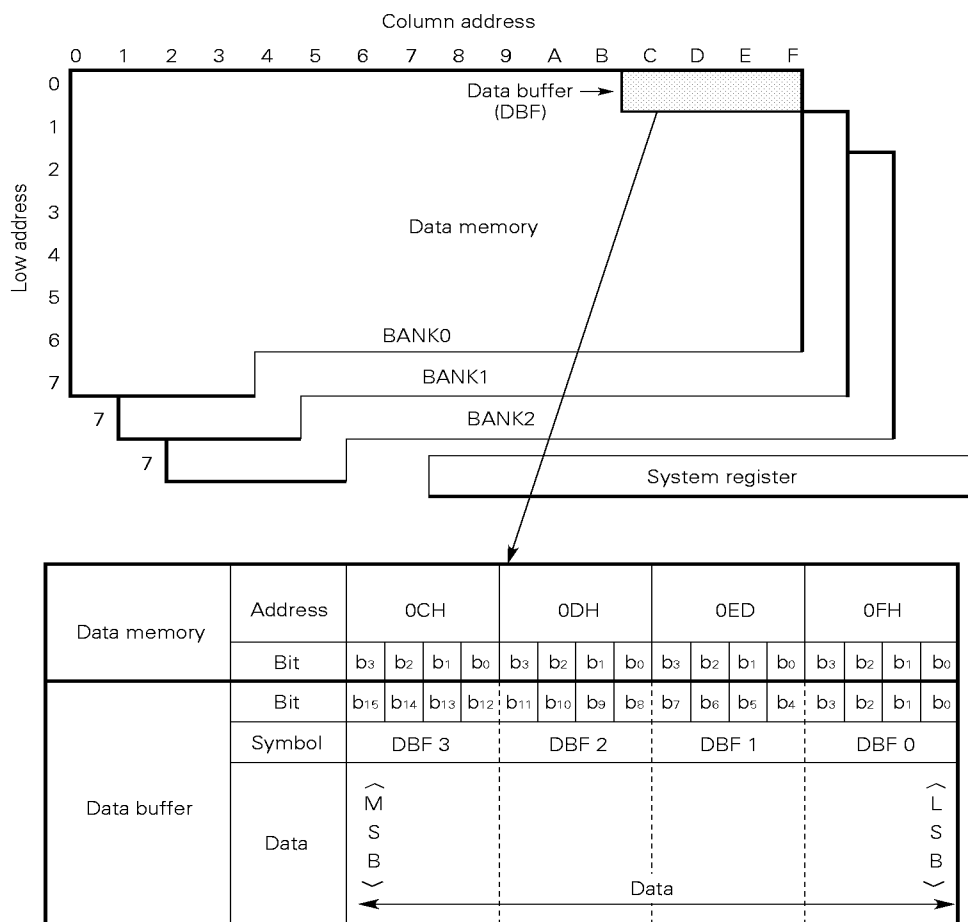 Column address
0 1 2 3 4 5 6 7 8 9 A B C D E F
Low address
0
1
2
3
4
5
6
7
Data buffer
(DBF)
Data memory
BANK0
BANK1
7
BANK2
7
System register
Data memory Address 0CH 0DH 0ED 0FH
Bit b3 b2 b1 b0 b3 b2 b1 b0 b3 b2 b1 b0 b3 b2 b1 b0
Data buffer Bit b15 b14 b13 b12 b11 b10 b9 b8 b7 b6 b5 b4 b3 b2 b1 b0
Symbol DBF 3 DBF 2 DBF 1 DBF 0
Data
〈MSB〉
〈LSB〉
Data